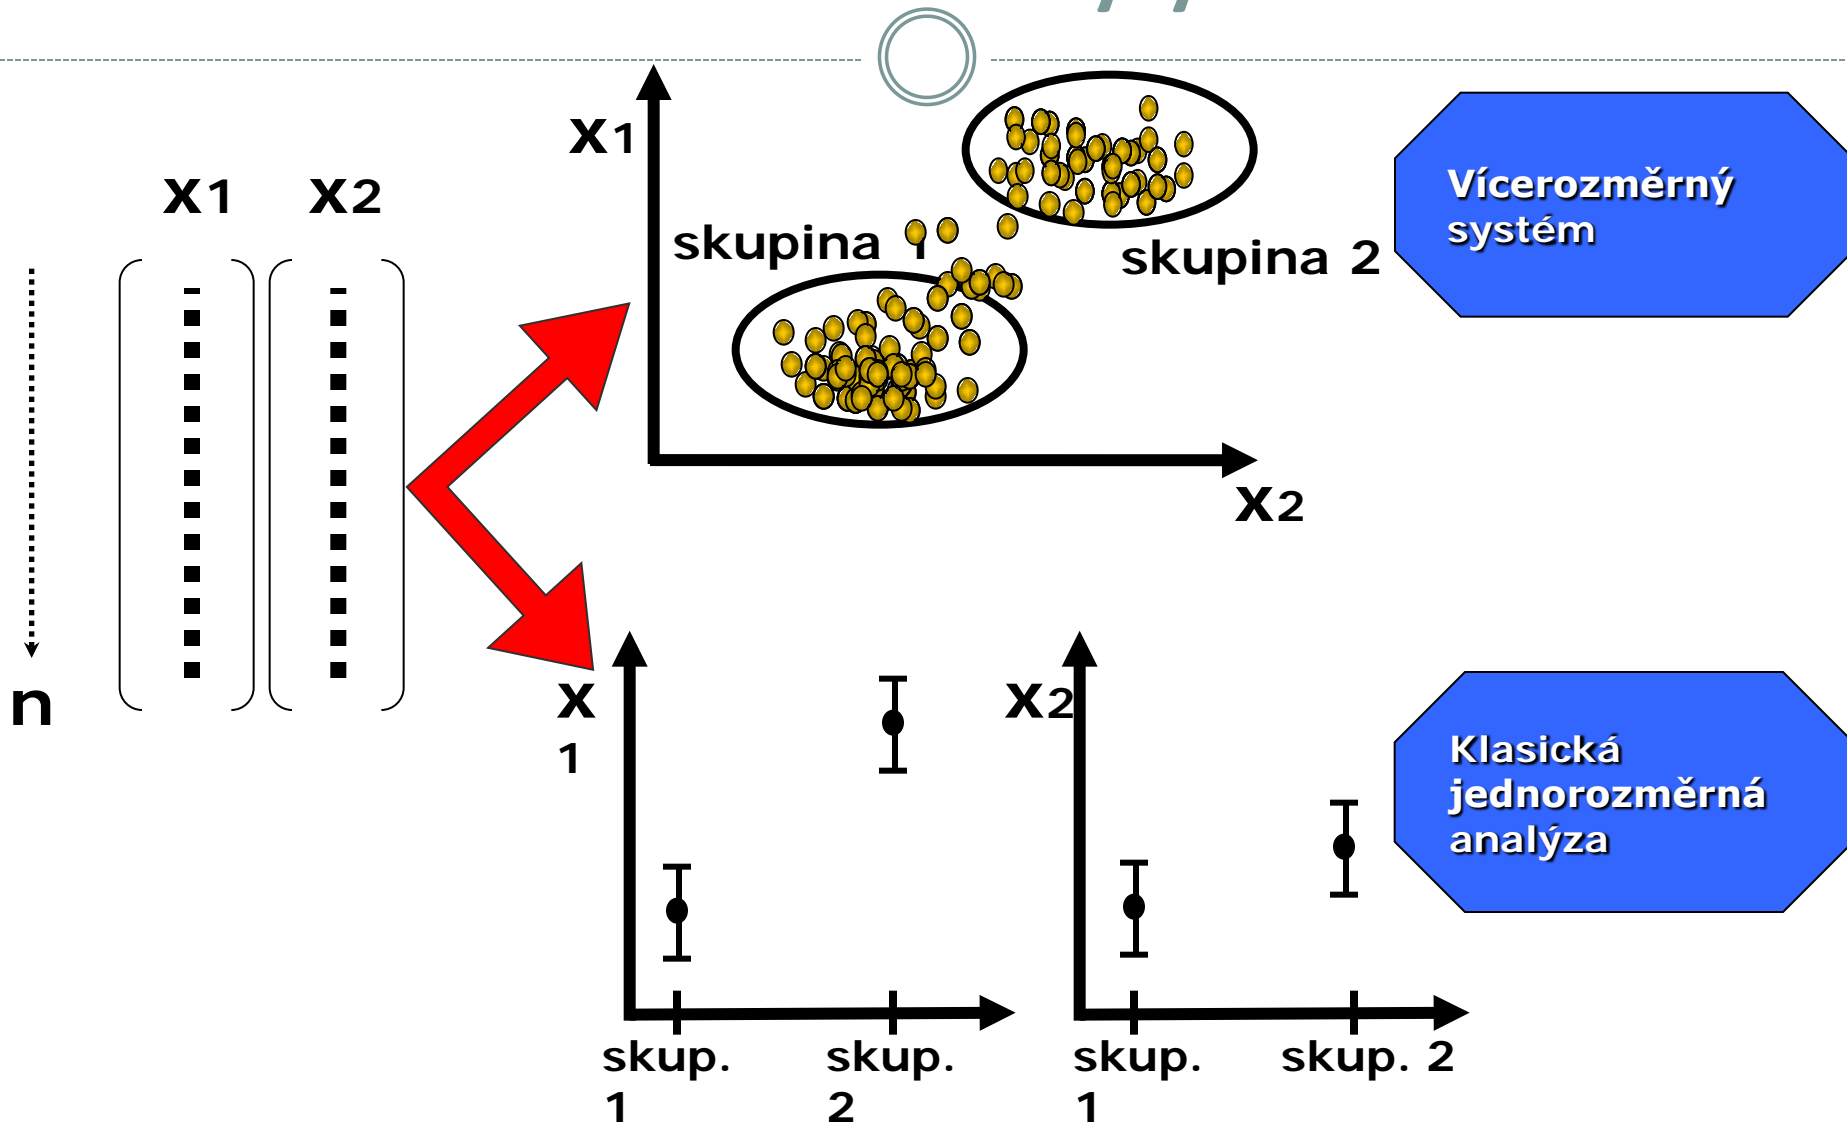 x1
x1 x2
skupina 1
skupina 2
Vícerozměrný
systém
x2
n
x
1
x2
Klasická
jednorozměrná
analýza
skup.
1
skup.
2
skup.
1
skup. 2